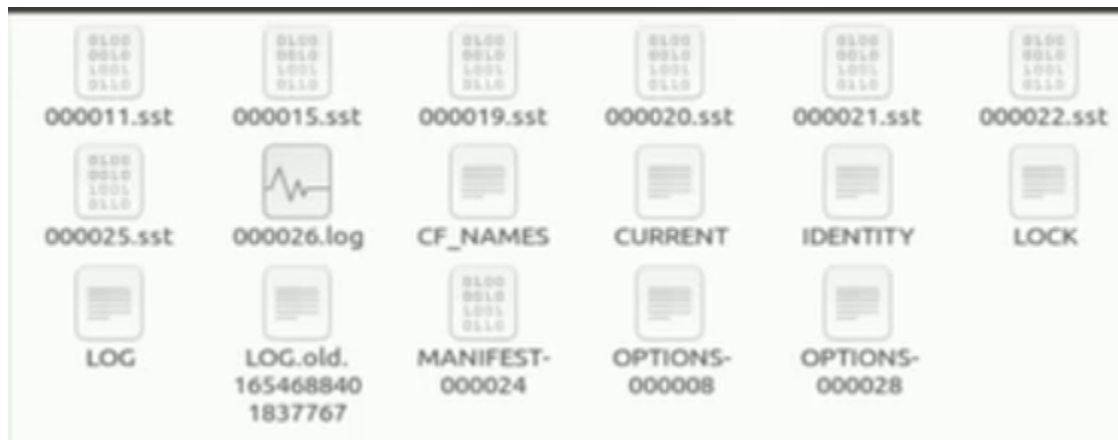 000011.sst 000015.sst 000019.sst 000020.sst 000021.sst 000022.sst
000025.sst 000026.log CF_NAMES CURRENT IDENTITY LOCK
LOG LOG.old. MANIFEST- OPTIONS- OPTIONS-
165468840 000024 000008 000028
1837767